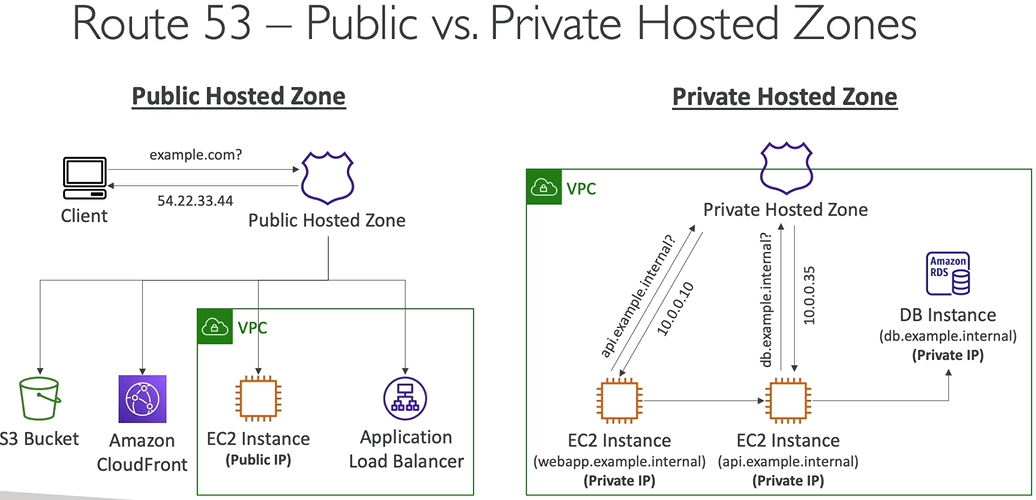 Route 53 – Public vs. Private Hosted Zones
Public Hosted Zone
example.com?
54.22.33.44
Client
Public Hosted Zone
VPC
S3 Bucket
Amazon
CloudFront
EC2 Instance
(Public IP)
Application
Load Balancer
Private Hosted Zone
VPC
Private Hosted Zone
api.example.internal?
10.0.0.10
db.example.internal?
10.0.0.35
Amazon
RDS
DB Instance
(db.example.internal)
(Private IP)
EC2 Instance
(webapp.example.internal)
(Private IP)
EC2 Instance
(api.example.internal)
(Private IP)